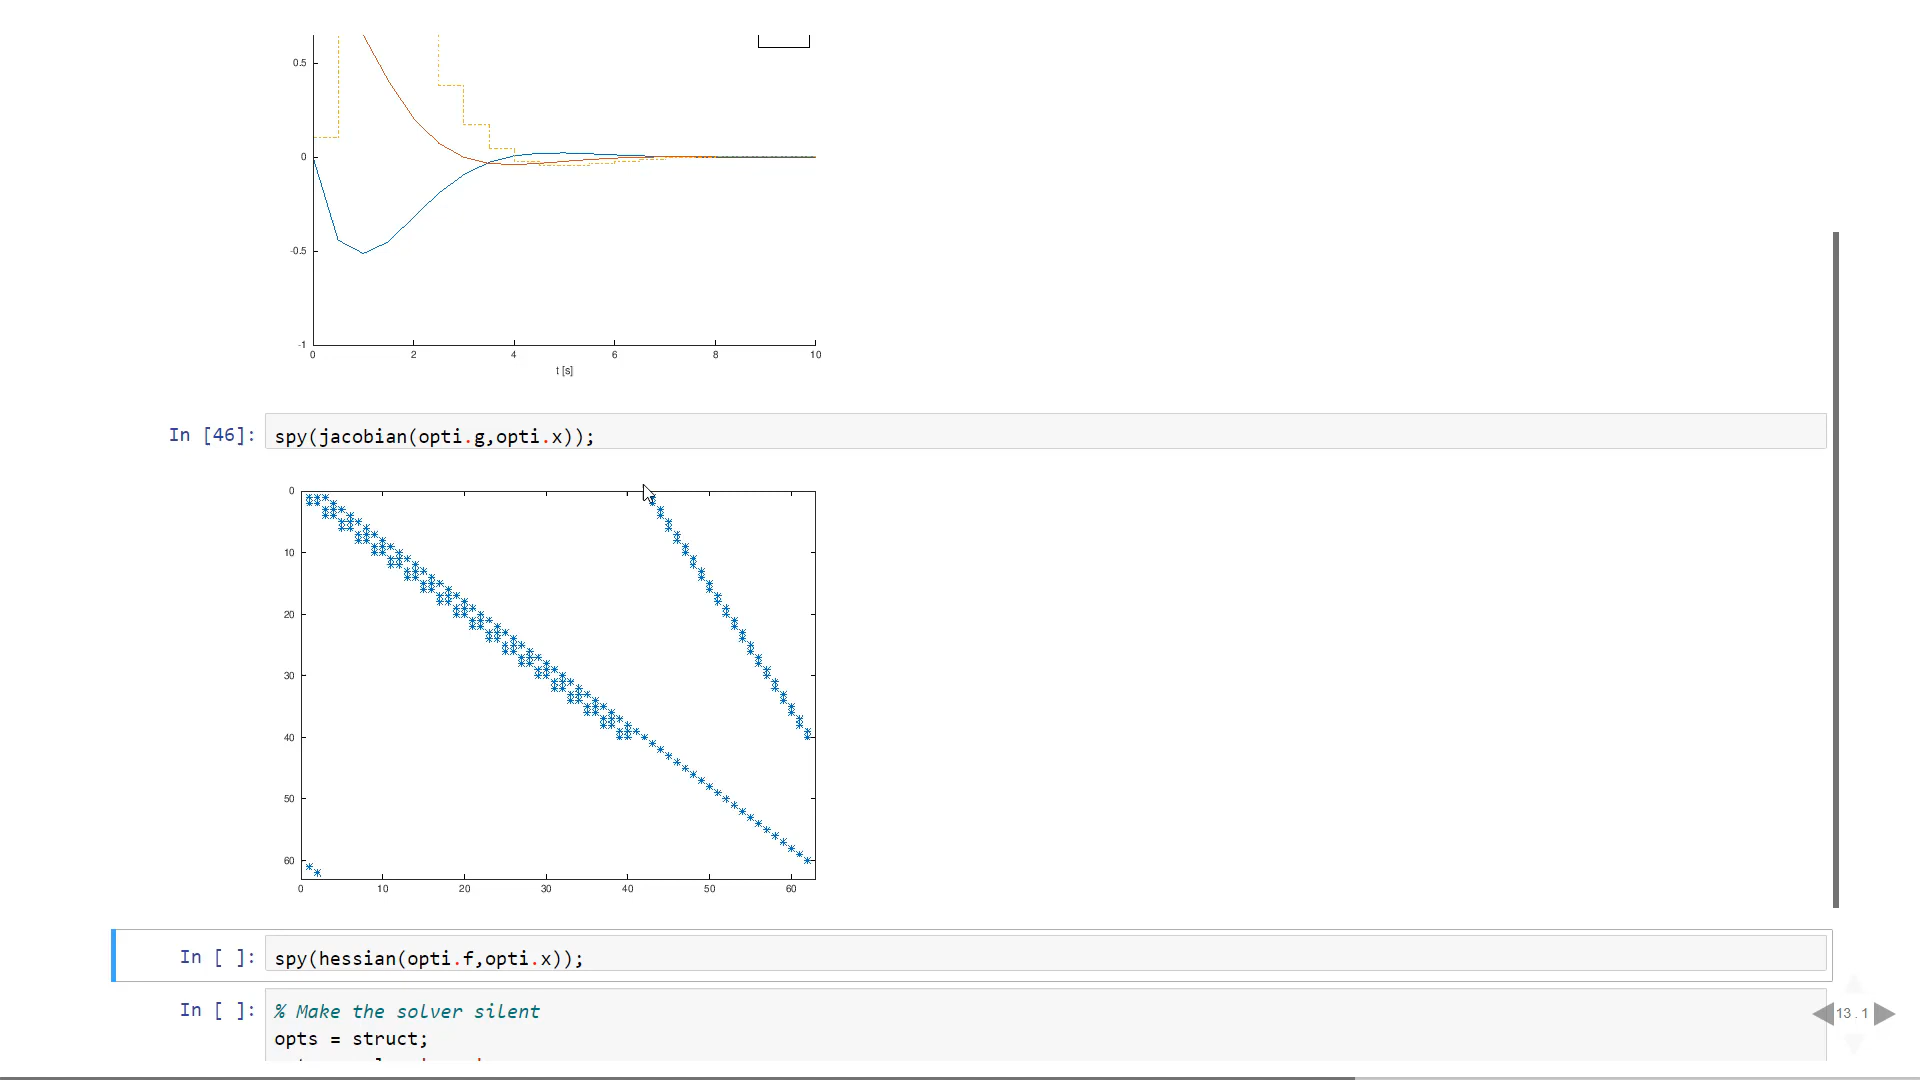 0.5
0
-0.5
-1
0 2 4 6 8 10
t [s]
In [46]: spy(jacobian(opti.g,opti.x));
0
10
20
30
40
50
60
0 10 20 30 40 50 60
In [ ]: spy(hessian(opti.f,opti.x));
In [ ]: % Make the solver silent
opts = struct;
13.1